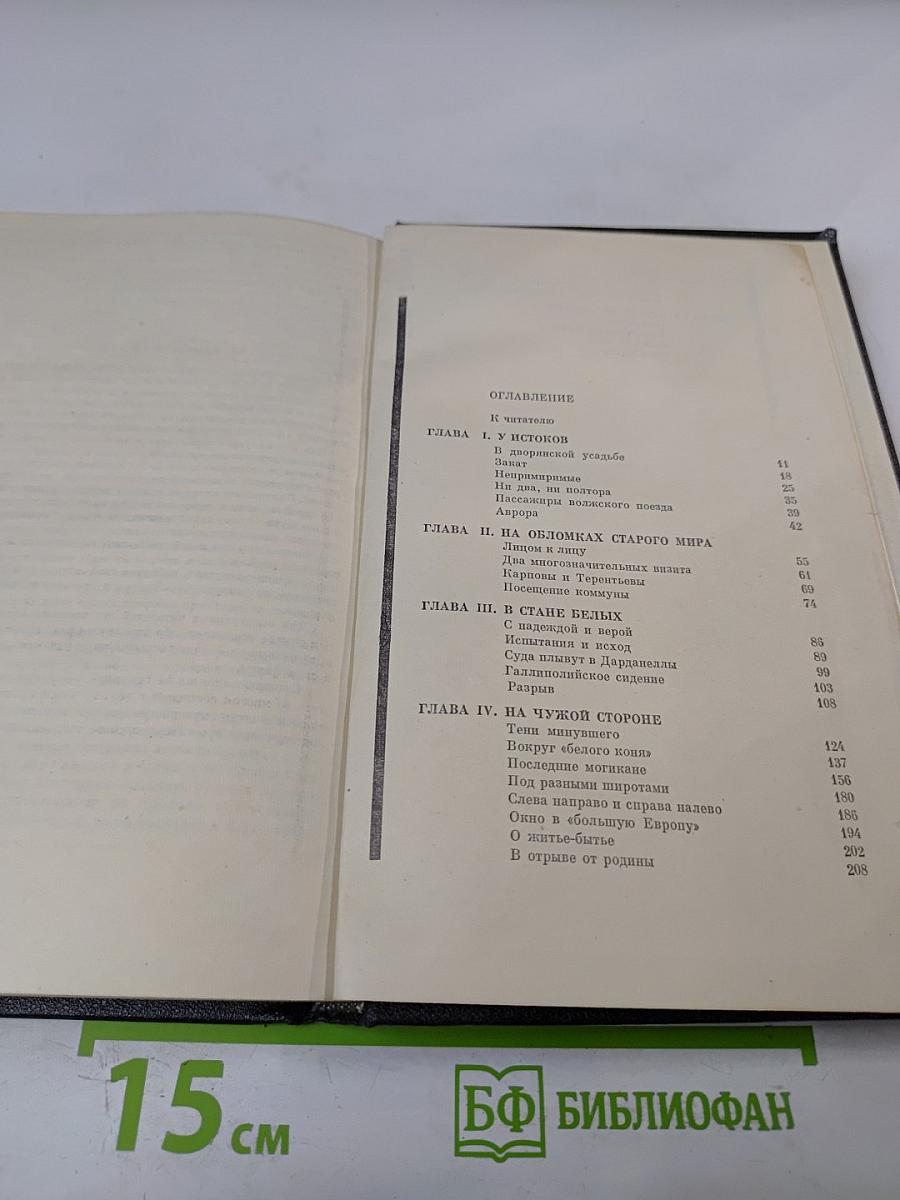 ОГЛАВЛЕНИЕ
К читателю
ГЛАВА I. У ИСТОКОВ
В дворянской усадьбе 11
Закат 18
Непримиримые 25
Ни два, ни полтора 35
Пассажиры волжского поезда 39
Аврора 42
ГЛАВА II. НА ОБЛОМКАХ СТАРОГО МИРА
Лицом к лицу 55
Два многозначительных визита 61
Карповы и Терентьевы 69
Посещение коммуны 74
ГЛАВА III. В СТАНЕ БЕЛЫХ
С надеждой и верой 86
Испытания и исход 89
Суда плывут в Дарданеллы 99
Галлиполийское сидение 103
Разрыв 108
ГЛАВА IV. НА ЧУЖОЙ СТОРОНЕ
Тени минувшего 124
Вокруг «белого коня» 137
Последние могикане 156
Под разными широтами 180
Слева направо и справа налево 186
Окно в «большую Европу» 194
О житье-бытье 202
В отрыве от родины 208
15 см
БФ БИБЛИОФАН